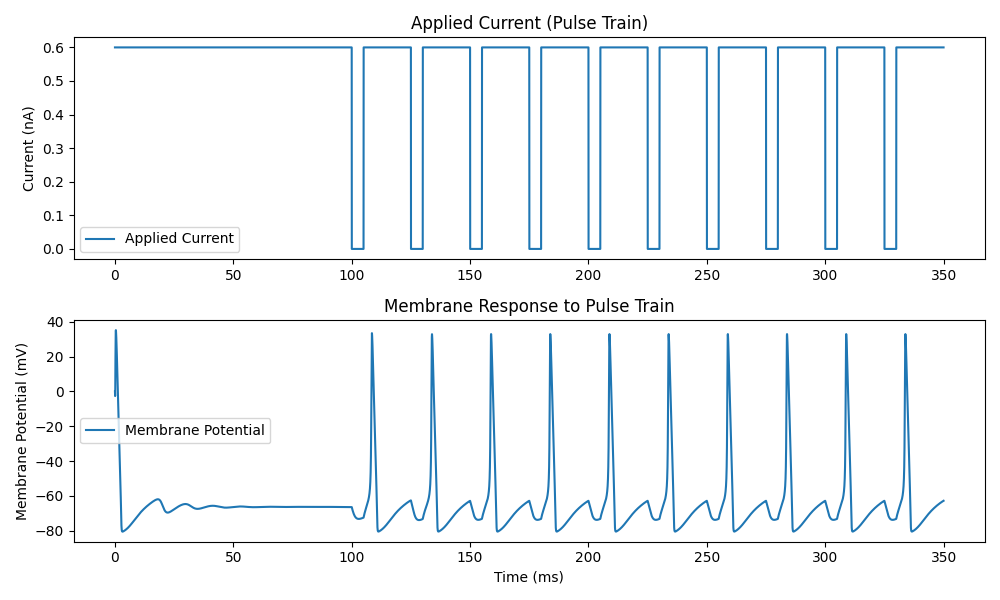 Applied Current (Pulse Train)
Current (nA)
0.6
0.5
0.4
0.3
0.2
0.1
0.0
Applied Current
0 50 100 150 200 250 300 350
Membrane Response to Pulse Train
Membrane Potential (mV)
40
20
0
−20
−40
−60
−80
Membrane Potential
0 50 100 150 200 250 300 350
Time (ms)